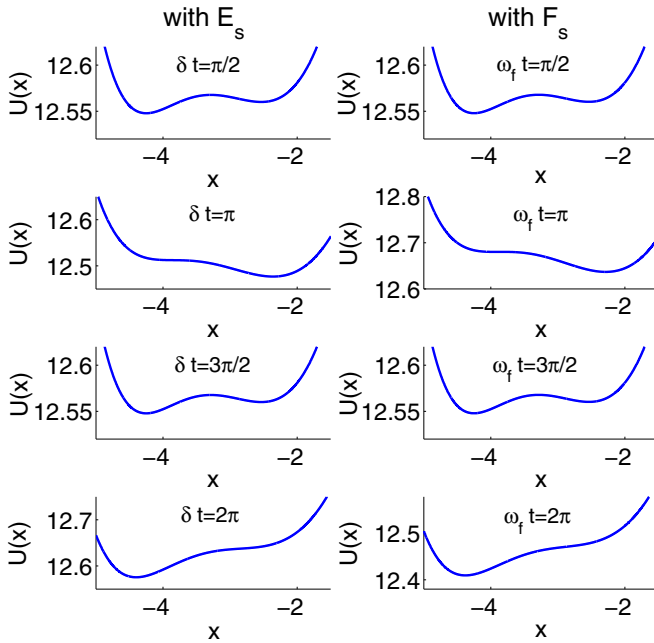 with E_s
with F_s
U(x)
12.6
12.55
δ t=π/2
−4
−2
x
U(x)
12.6
12.55
ω_f t=π/2
−4
−2
x
U(x)
12.6
12.5
δ t=π
−4
−2
x
U(x)
12.8
12.7
12.6
ω_f t=π
−4
−2
x
U(x)
12.6
12.55
δ t=3π/2
−4
−2
x
U(x)
12.6
12.55
ω_f t=3π/2
−4
−2
x
U(x)
12.7
12.6
δ t=2π
−4
−2
x
U(x)
12.5
12.4
ω_f t=2π
−4
−2
x